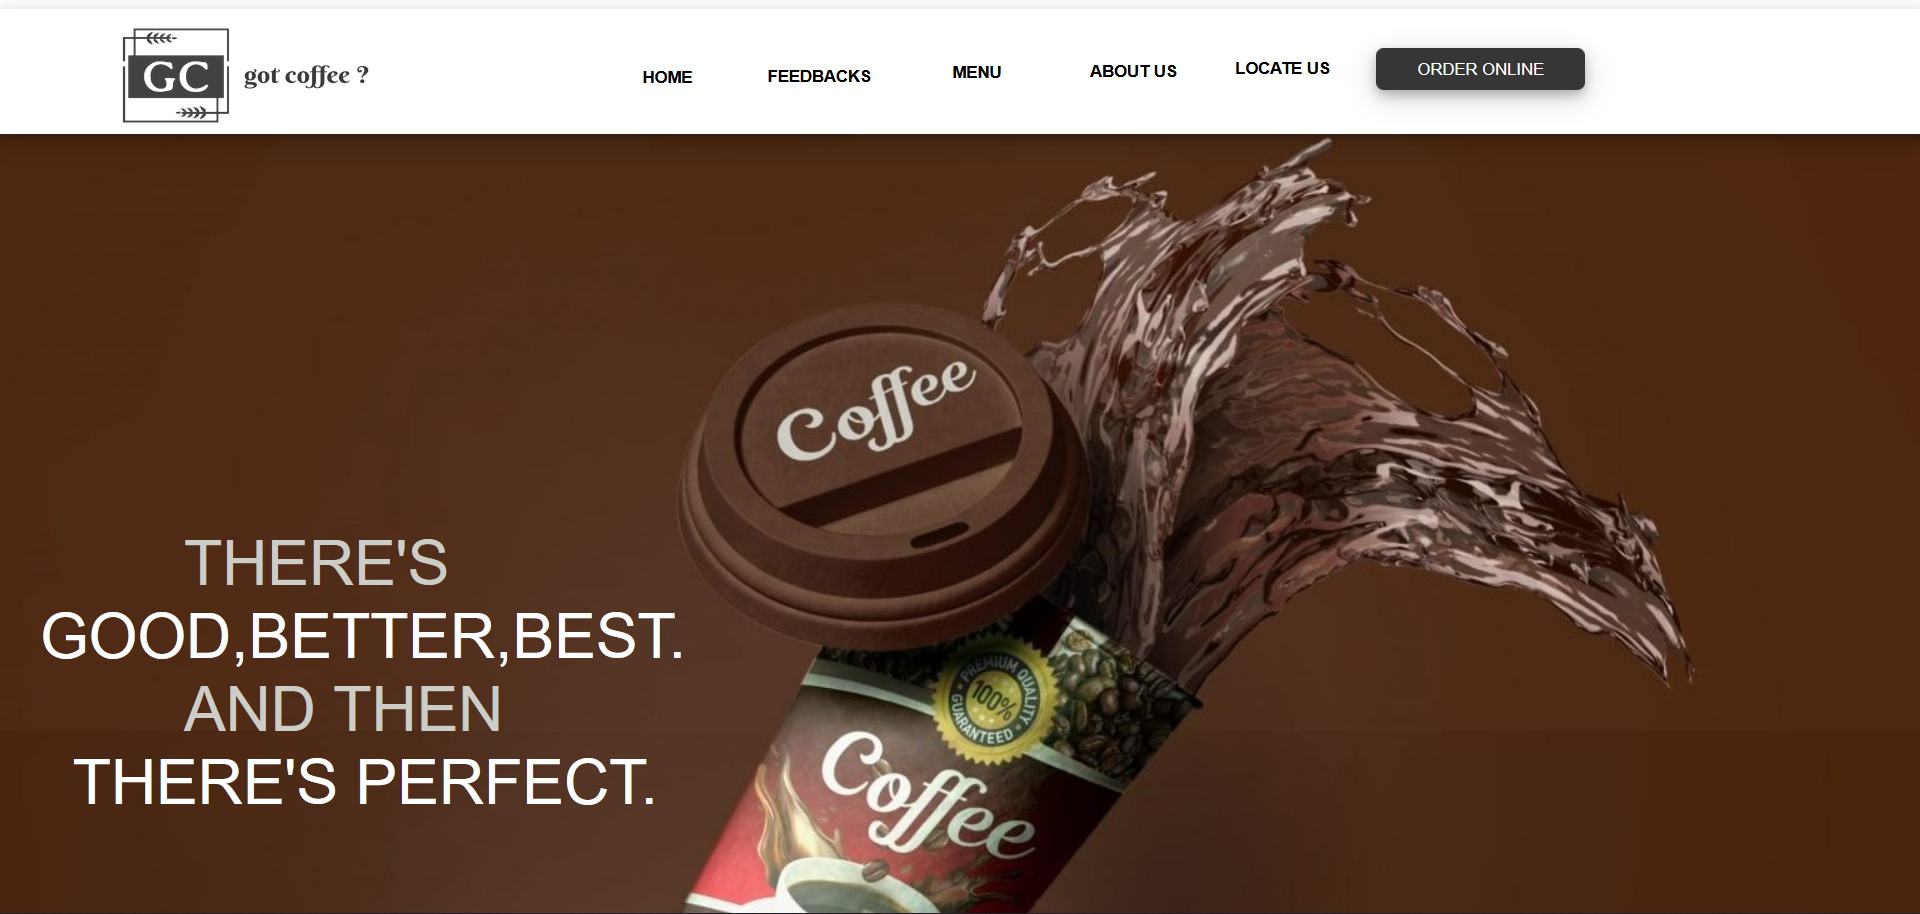 GC
got coffee ?
HOME
FEEDBACKS
MENU
ABOUT US
LOCATE US
ORDER ONLINE
Coffee
THERE'S
GOOD,BETTER,BEST.
AND THEN
THERE'S PERFECT.
PREMIUM QUALITY
100%
GUARANTEED
Coffee